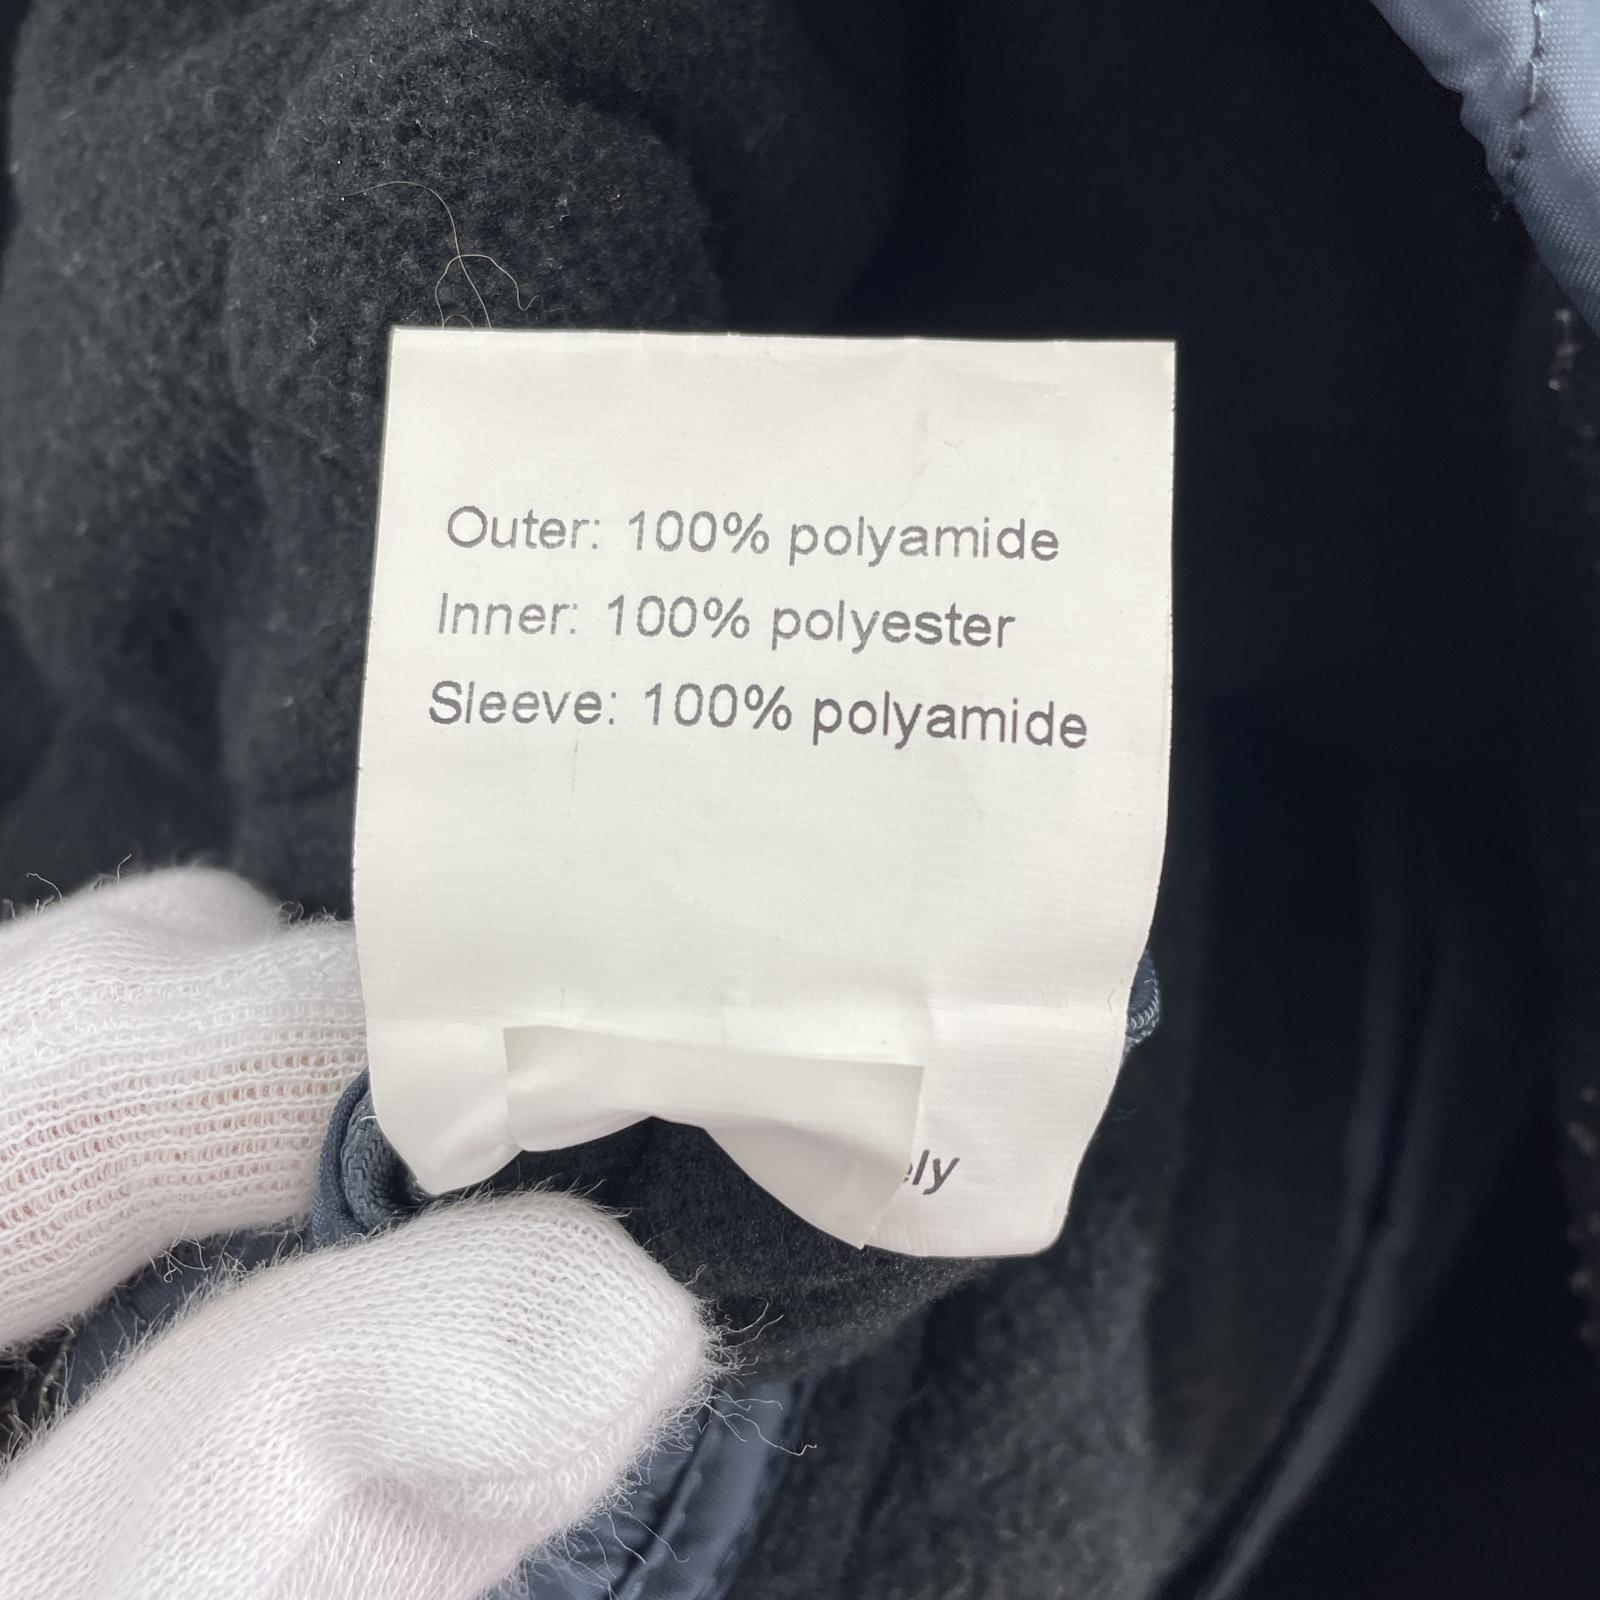 Outer: 100% polyamide
Inner: 100% polyester
Sleeve: 100% polyamide